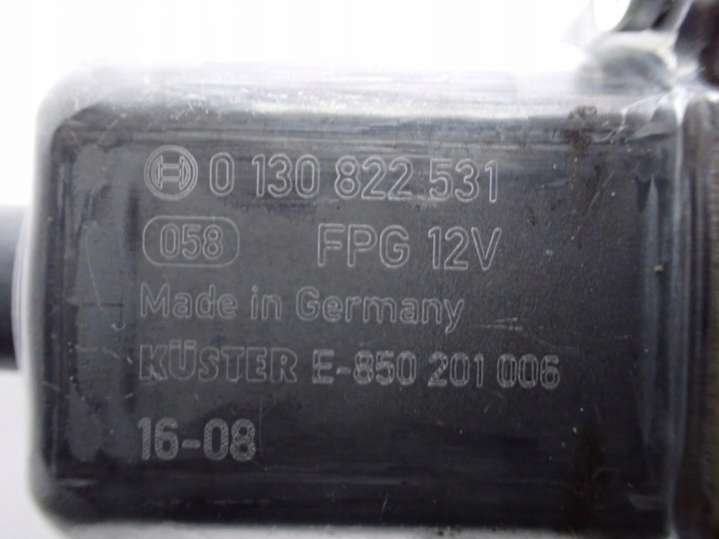 0 130 822 531
058 FPG 12V
Made in Germany
KÜSTER E-850 201 006
16-08